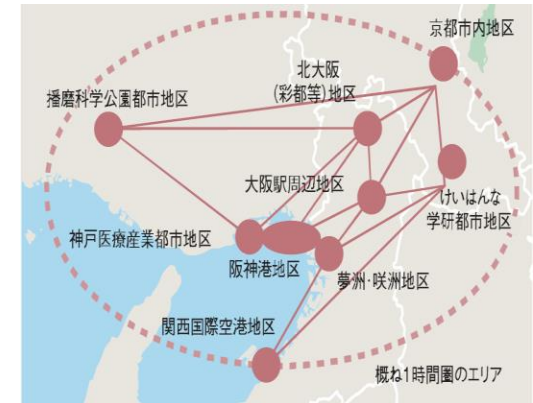 京都市内地区
北大阪
(彩都等)地区
播磨科学公園都市地区
大阪駅周辺地区
けいはんな
学研都市地区
神戸医療産業都市地区
阪神港地区
夢洲・咲洲地区
関西国際空港地区
概ね1時間圏のエリア